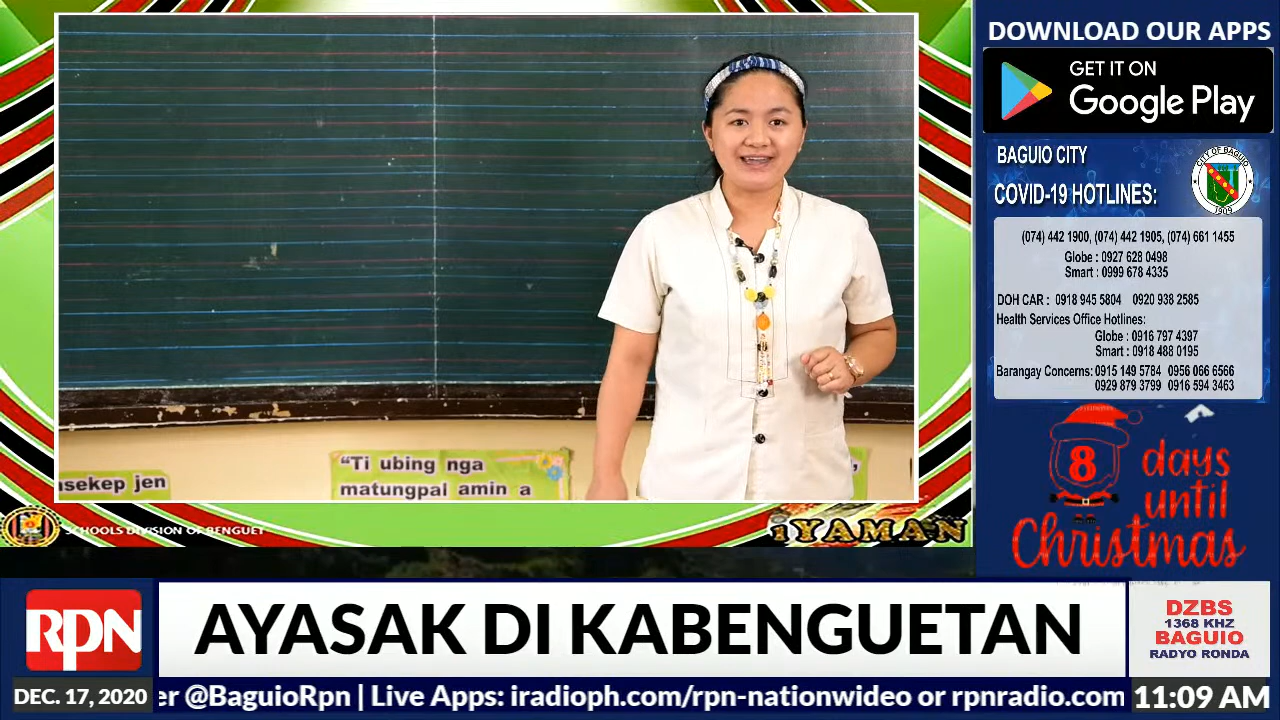 DOWNLOAD OUR APPS
GET IT ON
Google Play
BAGUIO CITY
COVID-19 HOTLINES:
CITY OF BAGUIO
1909
(074) 442 1900, (074) 442 1905, (074) 661 1455
Globe : 0927 628 0498
Smart : 0999 678 4335
DOH CAR : 0918 945 5804 0920 938 2585
Health Services Office Hotlines:
Globe : 0916 797 4397
Smart : 0918 488 0195
Barangay Concerns: 0915 149 5784 0956 066 6566
0929 879 3799 0916 594 3463
8 days
until
Christmas
nsekep jen
“Ti ubing nga
matungpal amin a
SCHOOLS DIVISION OF BENGUET
iYAMAN
RPN
AYASAK DI KABENGUETAN
DZBS
1368 KHZ
BAGUIO
RADYO RONDA
DEC. 17, 2020
er @BaguioRpn | Live Apps: iradioph.com/rpn-nationwideo or rpnradio.com
11:09 AM